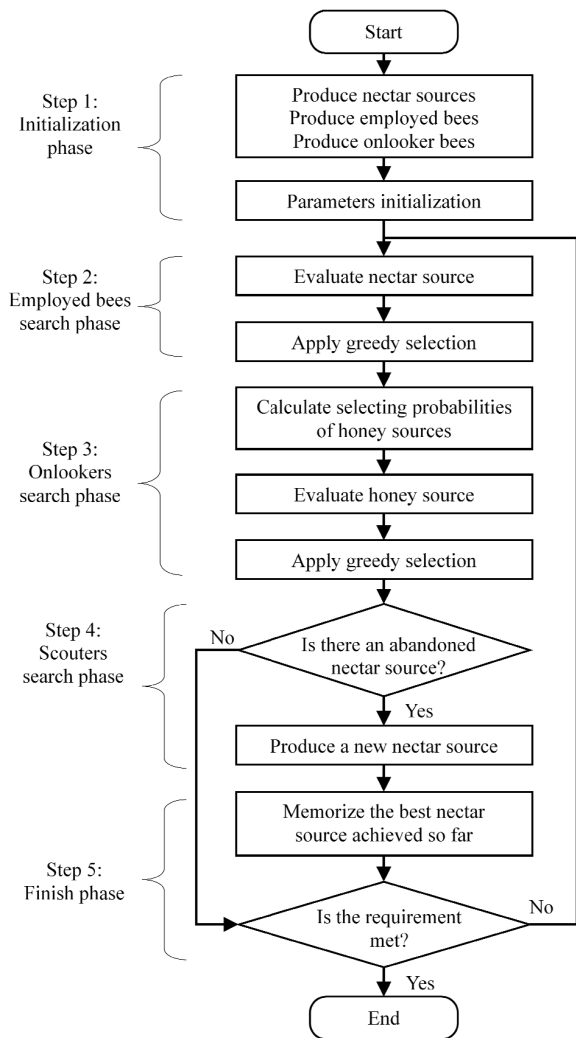 Start
Step 1:
Initialization
phase
Produce nectar sources
Produce employed bees
Produce onlooker bees
Parameters initialization
Step 2:
Employed bees
search phase
Evaluate nectar source
Apply greedy selection
Step 3:
Onlookers
search phase
Calculate selecting probabilities
of honey sources
Evaluate honey source
Apply greedy selection
Step 4:
Scouters
search phase
No
Is there an abandoned
nectar source?
Yes
Produce a new nectar source
Step 5:
Finish phase
Memorize the best nectar
source achieved so far
Is the requirement
met?
No
Yes
End